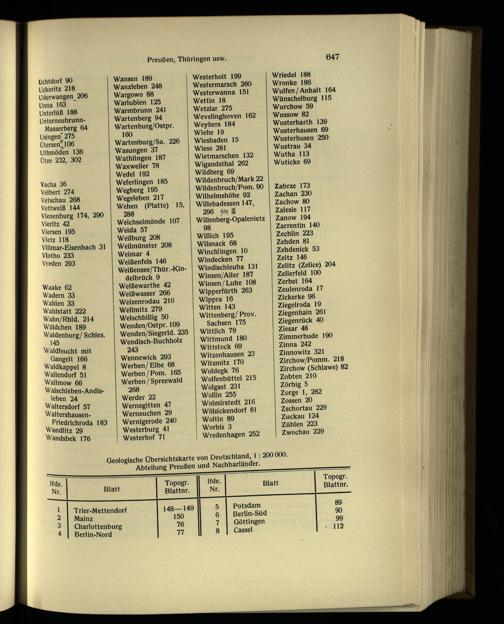 Preußen, Thüringen usw.
647
Uchtdorf 90
Uckeritz 218
Uderwangen 206
Unna 163
Unterlüß 188
Unterneubrunn-
Masserberg 64
Usingen 275
Ütersen 106
Uthmöden 136
Utze 232, 302
Vacha 36
Velbert 274
Vetschau 268
Vettweiß 144
Vienenburg 174, 290
Vieritz 42
Viersen 195
Vietz 118
Villmar-Eisenbach 31
Vlotho 233
Vreden 293
Waake 62
Wadern 33
Wahlen 33
Wahlstatt 222
Wahn/Rhld. 214
Wäldchen 189
Waldenburg/Schles.
145
Waldfeucht mit
Gangelt 166
Waldkappel 8
Wallendorf 51
Wallmow 66
Walschleben-Andis-
leben 24
Waltersdorf 57
Waltershausen-
Friedrichroda 183
Wandlitz 29
Wandsbek 176
Wansen 189
Wanzleben 248
Wargowo 88
Warlubien 125
Warmbrunn 241
Wartenberg 94
Wartenburg/Ostpr.
160
Wartenburg/Sa. 226
Wasungen 37
Wathlingen 187
Waxweiler 78
Wedel 192
Weferlingen 185
Wegberg 195
Wegeleben 217
Wehen (Platte) 15,
288
Weichselmünde 107
Weida 57
Weilburg 208
Weilmünster 208
Weimar 4
Weißenfels 146
Weißensee/Thür.-Kin-
delbrück 9
Weißewarthe 42
Weißwasser 266
Weizenrodau 210
Wellmitz 279
Welschbillig 50
Wenden/Ostpr. 109
Wenden/Siegerld. 235
Wendisch-Buchholz
243
Wennewick 293
Werben/Elbe 68
Werben/Pom. 165
Werben/Spreewald
268
Werder 22
Wernegitten 47
Werneuchen 29
Wernigerode 240
Westerburg 41
Westerhof 71
Westerholt 199
Westermarsch 260
Westerwanna 151
Wettin 18
Wetzlar 275
Wevelinghoven 162
Weyhers 184
Wiehe 19
Wiesbaden 15
Wiese 281
Wietmarschen 132
Wigandsthal 262
Wildberg 69
Wildenbruch/Mark 22
Wildenbruch/Pom. 90
Wilhelmshöhe 92
Willebadessen 147,
296
Willenberg-Opalenietz
98
Willich 195
Wilsnack 68
Winchlingen 10
Windecken 77
Windischleuba 131
Winsen/Aller 187
Winsen/Luhe 108
Wipperfürth 263
Wippra 16
Witten 143
Wittenberg/Prov.
Sachsen 175
Wittlich 79
Wittmund 180
Wittstock 69
Witzenhausen 23
Witzmitz 170
Woldegk 76
Wolfenbüttel 215
Wolgast 231
Wollin 255
Wolmirstedt 216
Wölsickendorf 81
Woltin 89
Worbis 3
Wredenhagen 252
Wriedel 188
Wronke 186
Wulfen/Anhalt 164
Wünschelburg 115
Wurchow 59
Wussow 82
Wusterbarth 139
Wusterhausen 69
Wusterhusen 250
Wustrau 34
Wutha 113
Wuticke 69
Zabrze 173
Zachan 230
Zachow 80
Zalesie 117
Zanow 194
Zarrentin 140
Zechlin 223
Zehden 81
Zehdenick 53
Zeitz 146
Zelitz (Zelice) 204
Zellerfeld 100
Zerbst 164
Zeulenroda 17
Zickerke 96
Ziegelroda 19
Ziegenhain 261
Ziegenrück 40
Ziesar 48
Zimmerbude 190
Zinna 242
Zinnowitz 321
Zirchow/Pomm. 218
Zirchow (Schlawe) 82
Zobten 210
Zörbig 5
Zorge 1, 282
Zossen 20
Zschortau 229
Zuckau 124
Zühlen 223
Zwochau 229
Geologische Übersichtskarte von Deutschland, 1 : 200 000.
Abteilung Preußen und Nachbarländer.
lfde. Nr. Blatt Topogr. Blattnr. lfde. Nr. Blatt Topogr. Blattnr.
1 Trier-Mettendorf 148—149 5 Potsdam 89
2 Mainz 150 6 Berlin-Süd 90
3 Charlottenburg 76 7 Göttingen 99
4 Berlin-Nord 77 8 Cassel 112